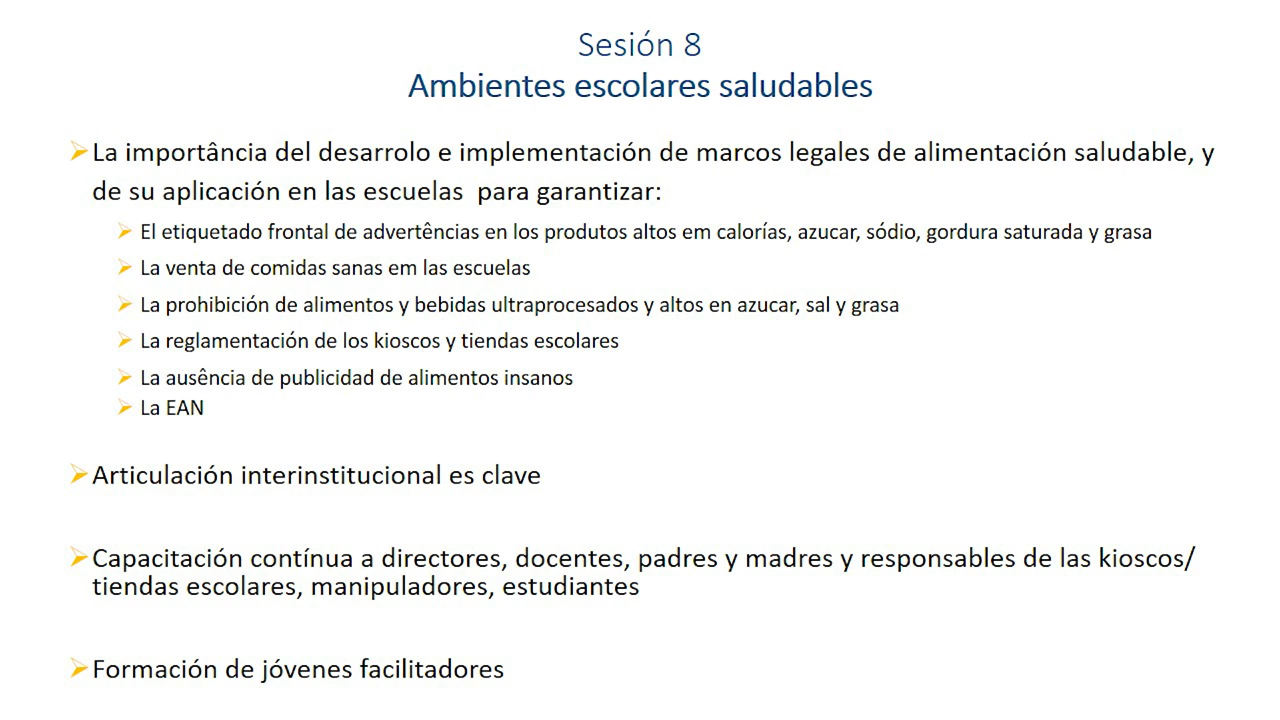 Sesión 8
Ambientes escolares saludables
La importância del desarrolo e implementación de marcos legales de alimentación saludable, y
de su aplicación en las escuelas para garantizar:
El etiquetado frontal de advertências en los produtos altos em calorías, azucar, sódio, gordura saturada y grasa
La venta de comidas sanas em las escuelas
La prohibición de alimentos y bebidas ultraprocesados y altos en azucar, sal y grasa
La reglamentación de los kioscos y tiendas escolares
La ausência de publicidad de alimentos insanos
La EAN
Articulación interinstitucional es clave
Capacitación contínua a directores, docentes, padres y madres y responsables de las kioscos/
tiendas escolares, manipuladores, estudiantes
Formación de jóvenes facilitadores